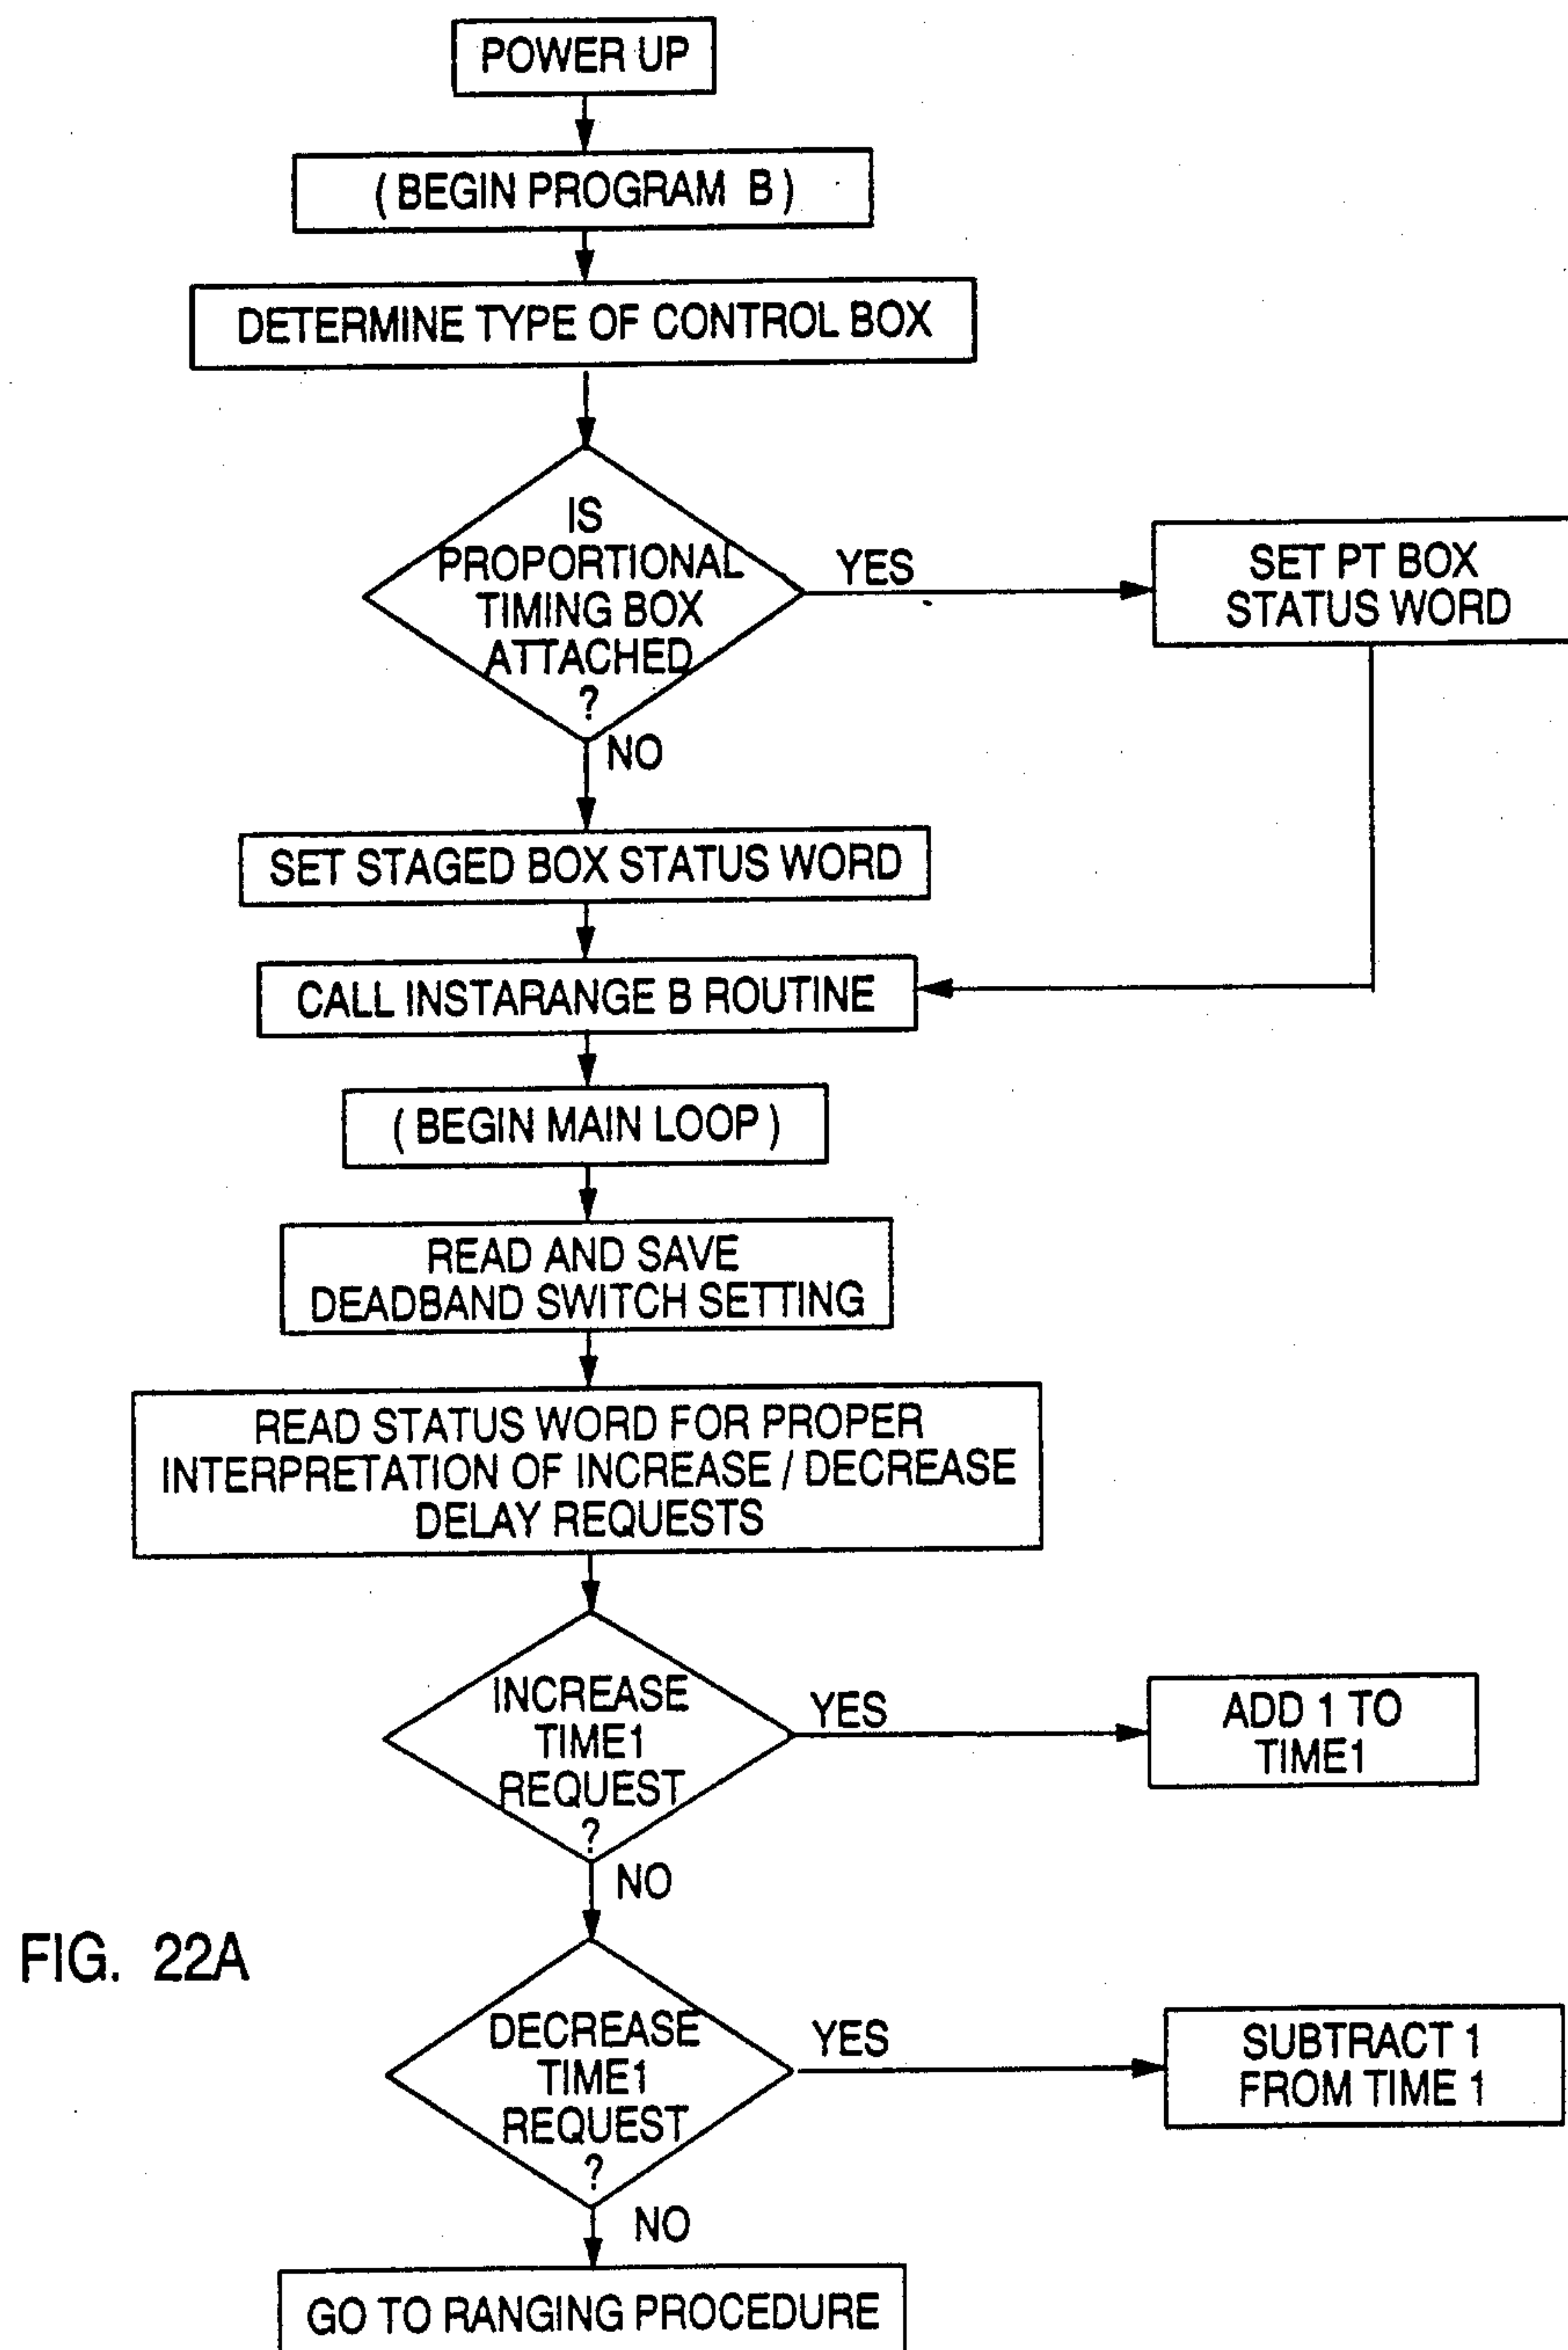 POWER UP
( BEGIN PROGRAM B )
DETERMINE TYPE OF CONTROL BOX
IS
PROPORTIONAL
TIMING BOX
ATTACHED
?
YES
SET PT BOX
STATUS WORD
NO
SET STAGED BOX STATUS WORD
CALL INSTARANGE B ROUTINE
( BEGIN MAIN LOOP )
READ AND SAVE
DEADBAND SWITCH SETTING
READ STATUS WORD FOR PROPER
INTERPRETATION OF INCREASE / DECREASE
DELAY REQUESTS
INCREASE
TIME1
REQUEST
?
YES
ADD 1 TO
TIME1
NO
FIG. 22A
DECREASE
TIME1
REQUEST
?
YES
SUBTRACT 1
FROM TIME 1
NO
GO TO RANGING PROCEDURE